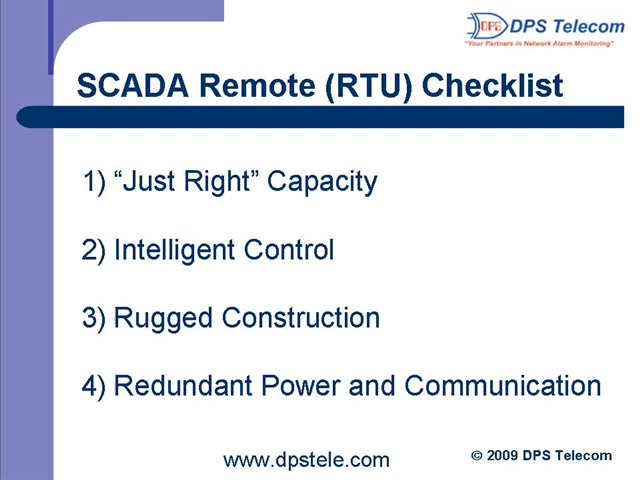 DPS DPS Telecom
"Your Partners in Network Alarm Monitoring"
SCADA Remote (RTU) Checklist
1) “Just Right” Capacity
2) Intelligent Control
3) Rugged Construction
4) Redundant Power and Communication
www.dpstele.com
© 2009 DPS Telecom